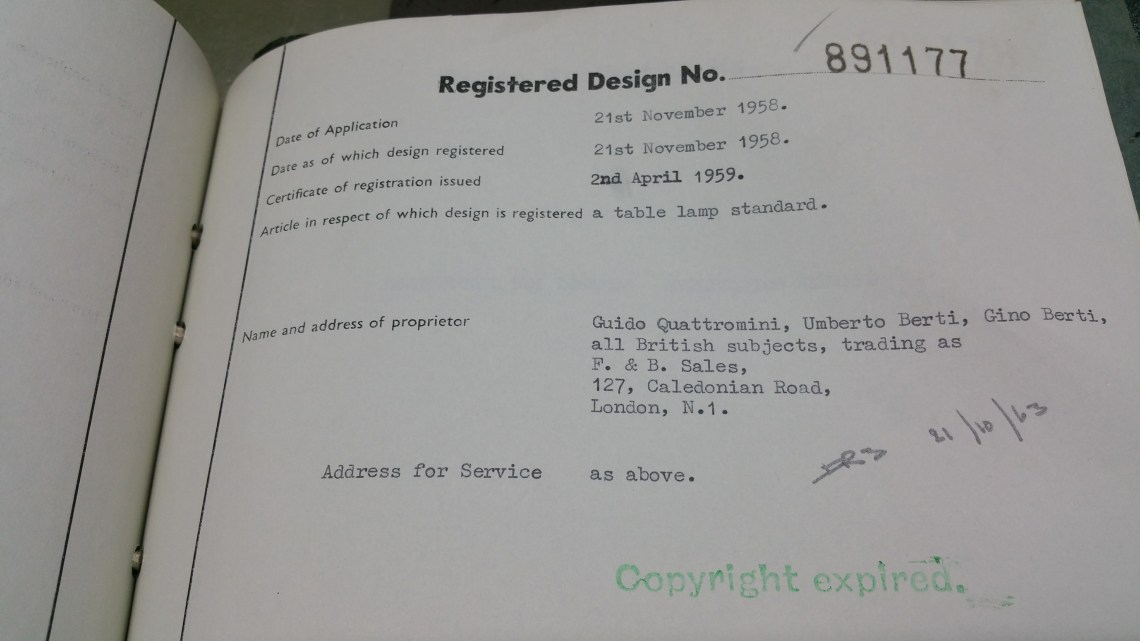 Registered Design No. 891177
Date of Application 21st November 1958.
Date as of which design registered 21st November 1958.
Certificate of registration issued 2nd April 1959.
Article in respect of which design is registered a table lamp standard.
Name and address of proprietor Guido Quattromini, Umberto Berti, Gino Berti,
all British subjects, trading as
F. & B. Sales,
127, Caledonian Road,
London, N.1.
21/10/63
Address for Service as above.
Copyright expired.